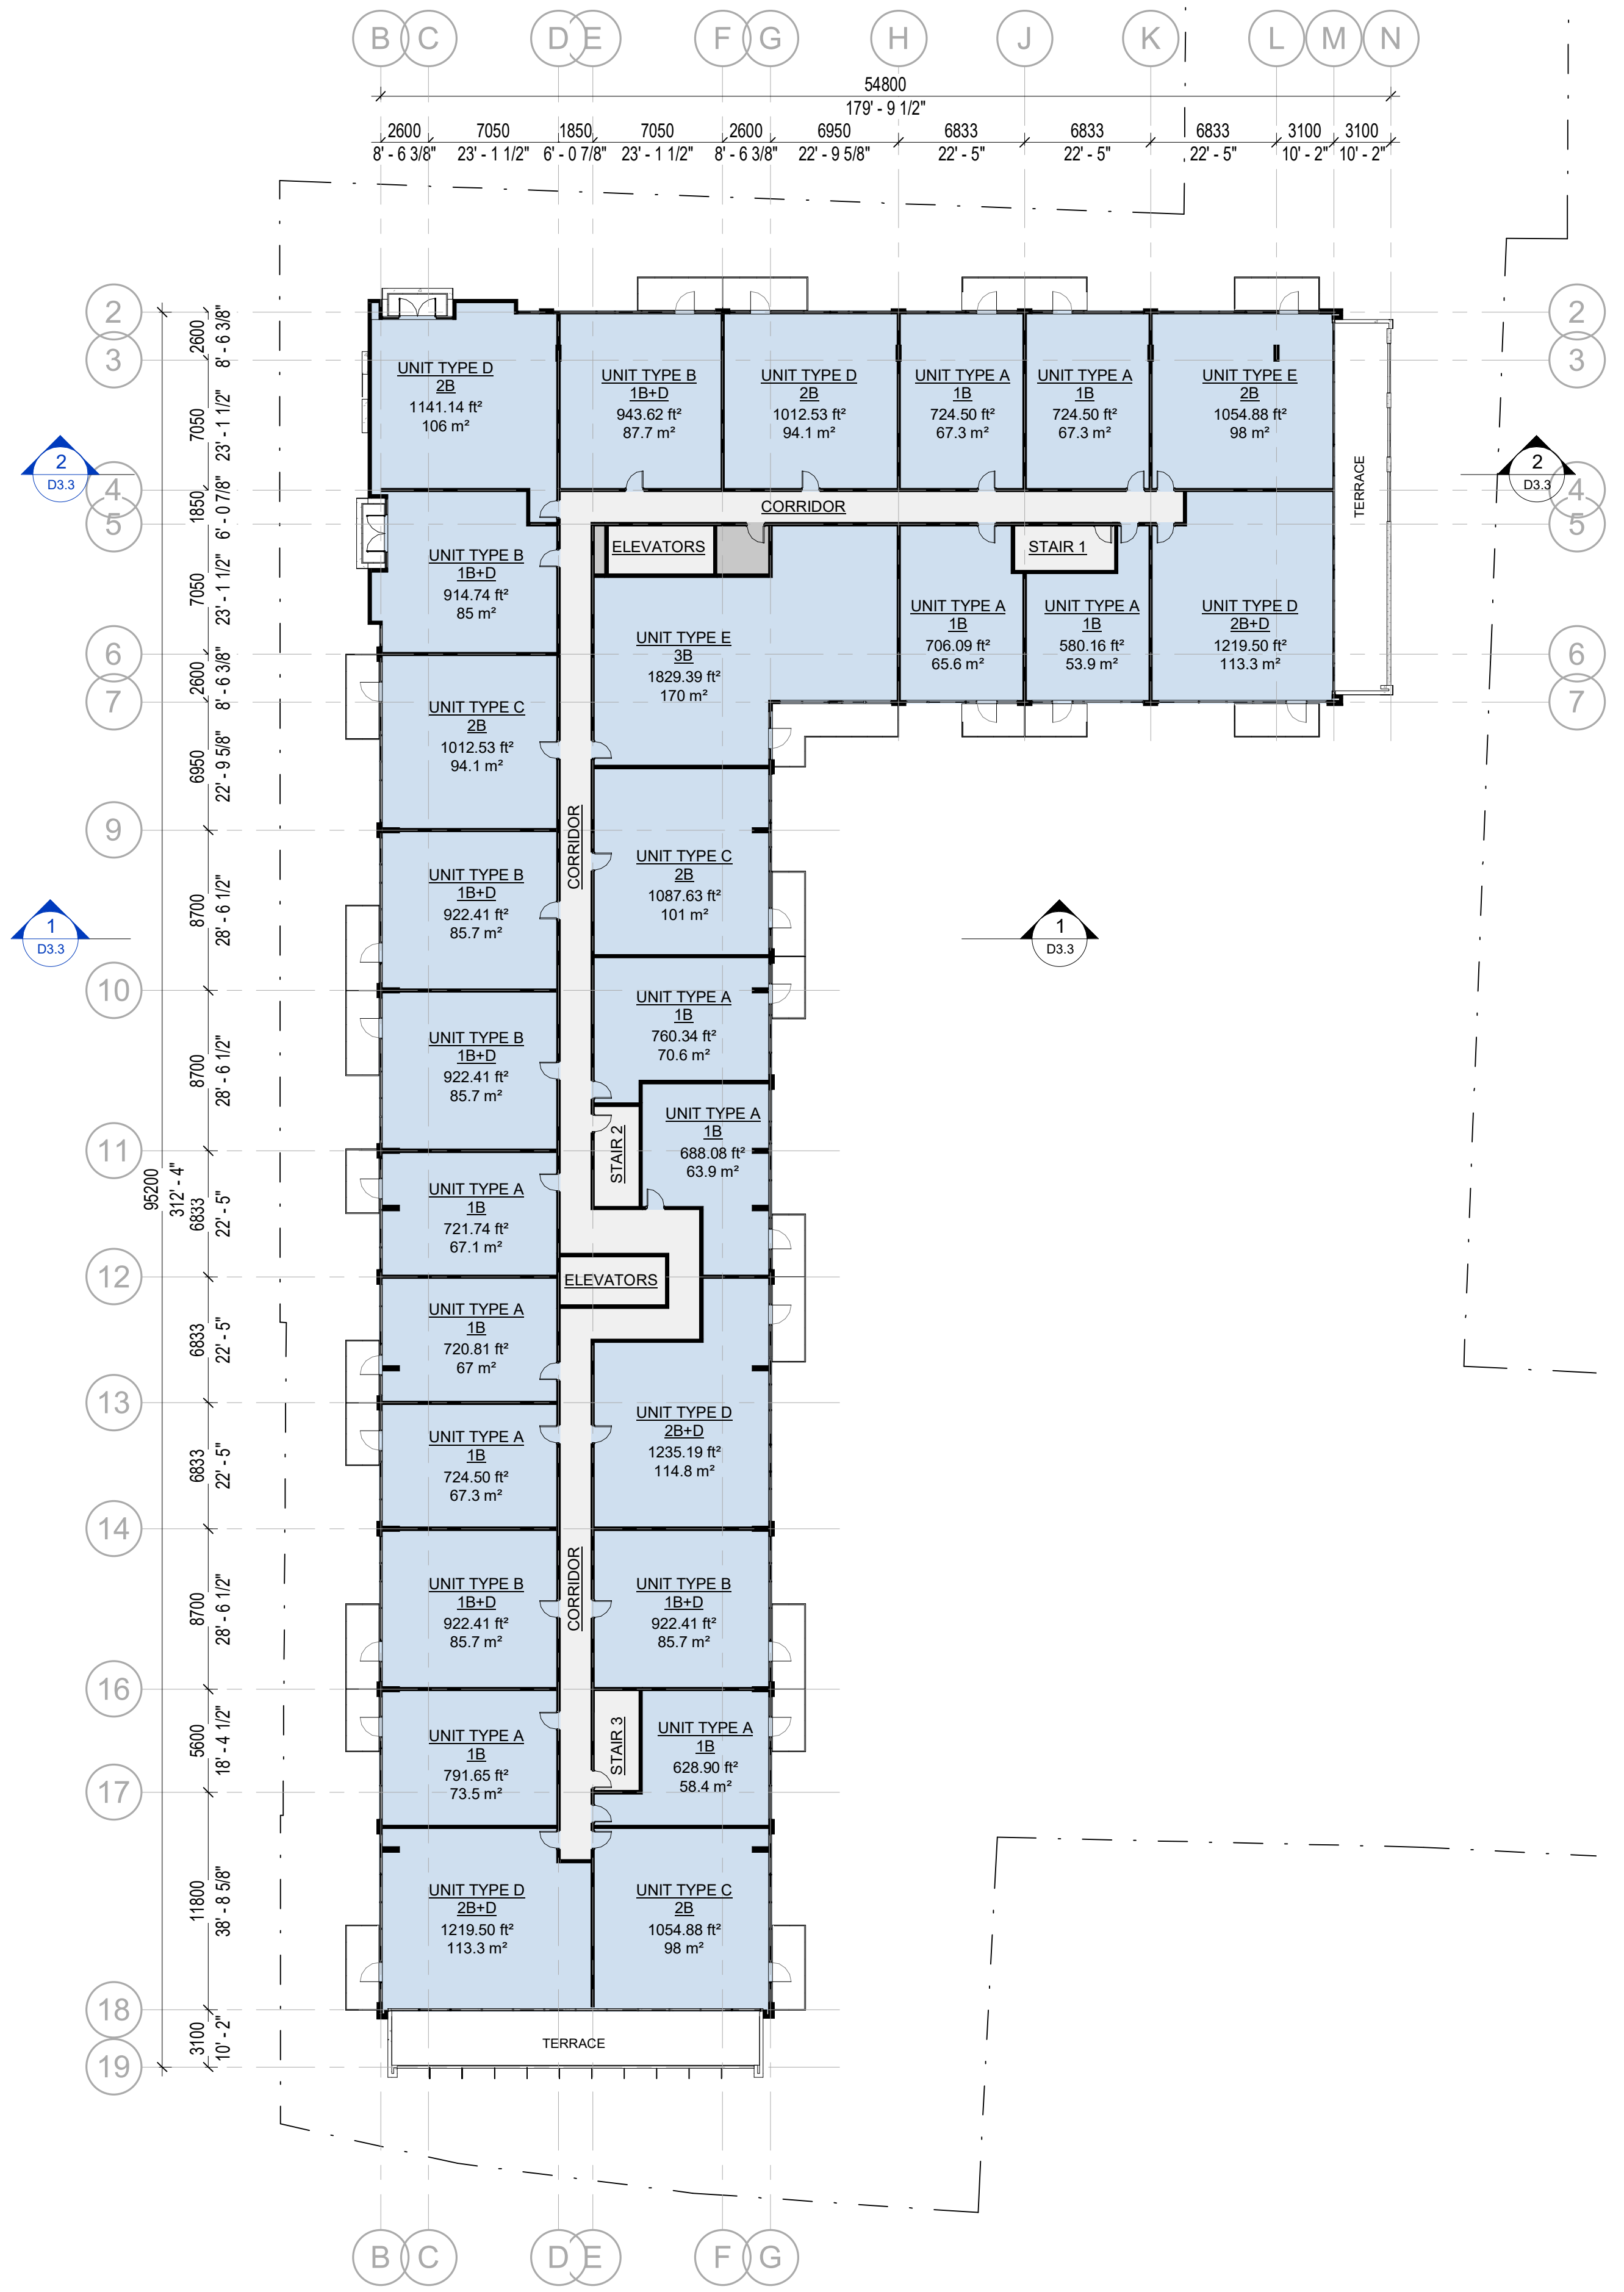 B C D E F G H J K L M N
54800
179' - 9 1/2"
2600 7050 1850 7050 2600 6950 6833 6833 6833 3100 3100
8' - 6 3/8" 23' - 1 1/2" 6' - 0 7/8" 23' - 1 1/2" 8' - 6 3/8" 22' - 9 5/8" 22' - 5" 22' - 5" 22' - 5" 10' - 2" 10' - 2"
2
3
4
5
6
7
9
10
11
12
13
14
16
17
18
19
95200
312' - 4"
2600
8' - 6 3/8"
7050
23' - 1 1/2"
1850
6' - 0 7/8"
7050
23' - 1 1/2"
2600
8' - 6 3/8"
6950
22' - 9 5/8"
8700
28' - 6 1/2"
8700
28' - 6 1/2"
6833
22' - 5"
6833
22' - 5"
6833
22' - 5"
8700
28' - 6 1/2"
5600
18' - 4 1/2"
11800
38' - 8 5/8"
3100
10' - 2"
2
D3.3
1
D3.3
UNIT TYPE D
2B
1141.14 ft²
106 m²
UNIT TYPE B
1B+D
943.62 ft²
87.7 m²
UNIT TYPE D
2B
1012.53 ft²
94.1 m²
UNIT TYPE A
1B
724.50 ft²
67.3 m²
UNIT TYPE A
1B
724.50 ft²
67.3 m²
UNIT TYPE E
2B
1054.88 ft²
98 m²
TERRACE
2
D3.3
2
3
4
5
6
7
CORRIDOR
ELEVATORS
STAIR 1
UNIT TYPE B
1B+D
914.74 ft²
85 m²
UNIT TYPE E
3B
1829.39 ft²
170 m²
UNIT TYPE A
1B
706.09 ft²
65.6 m²
UNIT TYPE A
1B
580.16 ft²
53.9 m²
UNIT TYPE D
2B+D
1219.50 ft²
113.3 m²
UNIT TYPE C
2B
1012.53 ft²
94.1 m²
CORRIDOR
UNIT TYPE C
2B
1087.63 ft²
101 m²
UNIT TYPE B
1B+D
922.41 ft²
85.7 m²
1
D3.3
UNIT TYPE A
1B
760.34 ft²
70.6 m²
UNIT TYPE B
1B+D
922.41 ft²
85.7 m²
UNIT TYPE A
1B
688.08 ft²
63.9 m²
STAIR 2
UNIT TYPE A
1B
721.74 ft²
67.1 m²
ELEVATORS
UNIT TYPE A
1B
720.81 ft²
67 m²
UNIT TYPE D
2B+D
1235.19 ft²
114.8 m²
UNIT TYPE A
1B
724.50 ft²
67.3 m²
CORRIDOR
UNIT TYPE B
1B+D
922.41 ft²
85.7 m²
UNIT TYPE B
1B+D
922.41 ft²
85.7 m²
UNIT TYPE A
1B
791.65 ft²
73.5 m²
STAIR 3
UNIT TYPE A
1B
628.90 ft²
58.4 m²
UNIT TYPE D
2B+D
1219.50 ft²
113.3 m²
UNIT TYPE C
2B
1054.88 ft²
98 m²
TERRACE
B C D E F G